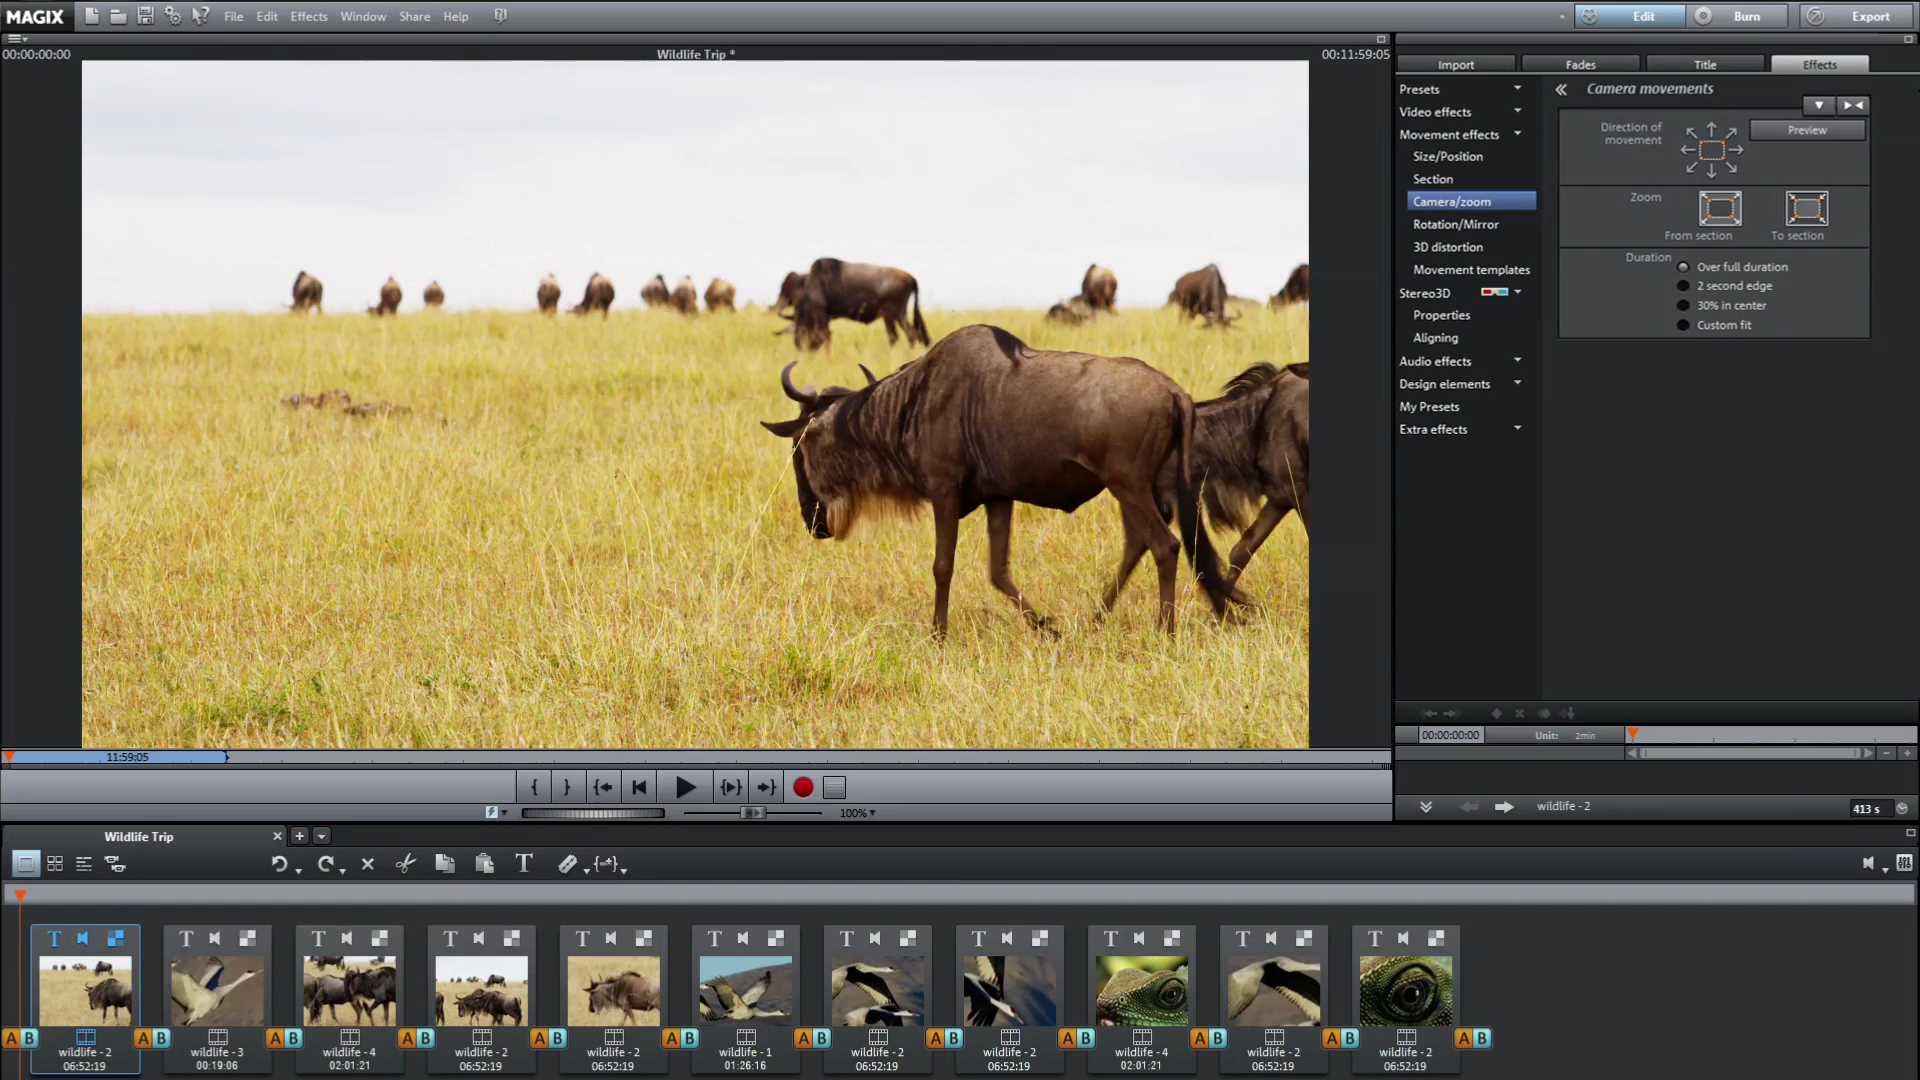 MAGIX File Edit Effects Window Share Help Edit Burn Export
00:00:00:00 Wildlife Trip * 00:11:59:05
Import Fades Title Effects
Presets
Video effects
Movement effects
Size/Position
Section
Camera/zoom
Rotation/Mirror
3D distortion
Movement templates
Stereo3D
Properties
Aligning
Audio effects
Design elements
My Presets
Extra effects
Camera movements
Direction of
movement
Preview
Zoom
From section To section
Duration
Over full duration
2 second edge
30% in center
Custom fit
00:00:00:00 Unit: 2min
11:59:05
100%
wildlife - 2 413 s
Wildlife Trip
T
T T T T T T T T T T T
A B A B A B A B A B A B A B A B A B A B A B A B
wildlife - 2 wildlife - 3 wildlife - 4 wildlife - 2 wildlife - 2 wildlife - 1 wildlife - 2 wildlife - 2 wildlife - 4 wildlife - 2 wildlife - 2
06:52:19 00:19:06 02:01:21 06:52:19 06:52:19 01:26:16 06:52:19 06:52:19 02:01:21 06:52:19 06:52:19